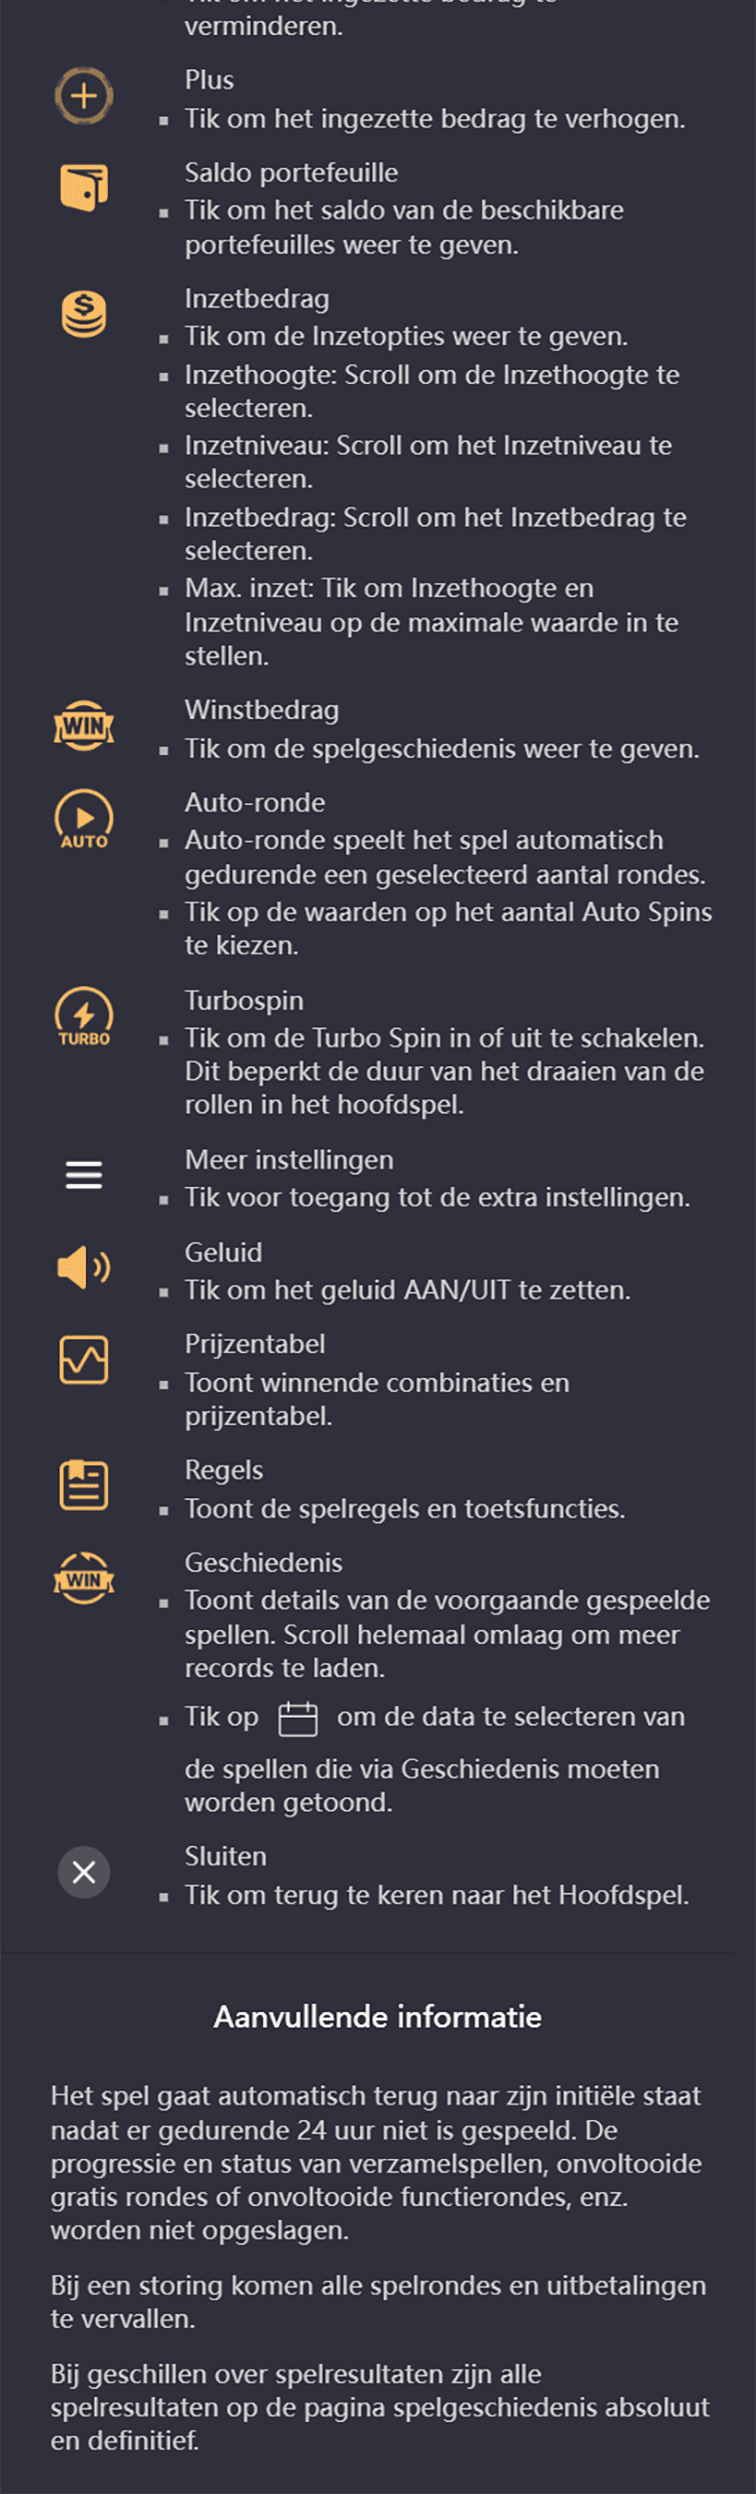 verminderen.
Plus
Tik om het ingezette bedrag te verhogen.
Saldo portefeuille
Tik om het saldo van de beschikbare
portefeuilles weer te geven.
Inzetbedrag
Tik om de Inzetopties weer te geven.
Inzethoogte: Scroll om de Inzethoogte te
selecteren.
Inzetniveau: Scroll om het Inzetniveau te
selecteren.
Inzetbedrag: Scroll om het Inzetbedrag te
selecteren.
Max. inzet: Tik om Inzethoogte en
Inzetniveau op de maximale waarde in te
stellen.
WIN
Winstbedrag
Tik om de spelgeschiedenis weer te geven.
AUTO
Auto-ronde
Auto-ronde speelt het spel automatisch
gedurende een geselecteerd aantal rondes.
Tik op de waarden op het aantal Auto Spins
te kiezen.
TURBO
Turbospin
Tik om de Turbo Spin in of uit te schakelen.
Dit beperkt de duur van het draaien van de
rollen in het hoofdspel.
Meer instellingen
Tik voor toegang tot de extra instellingen.
Geluid
Tik om het geluid AAN/UIT te zetten.
Prijzentabel
Toont winnende combinaties en
prijzentabel.
Regels
Toont de spelregels en toetsfuncties.
WIN
Geschiedenis
Toont details van de voorgaande gespeelde
spellen. Scroll helemaal omlaag om meer
records te laden.
Tik op om de data te selecteren van
de spellen die via Geschiedenis moeten
worden getoond.
Sluiten
Tik om terug te keren naar het Hoofdspel.
Aanvullende informatie
Het spel gaat automatisch terug naar zijn initiële staat
nadat er gedurende 24 uur niet is gespeeld. De
progressie en status van verzamelspellen, onvoltooide
gratis rondes of onvoltooide functierondes, enz.
worden niet opgeslagen.
Bij een storing komen alle spelrondes en uitbetalingen
te vervallen.
Bij geschillen over spelresultaten zijn alle
spelresultaten op de pagina spelgeschiedenis absoluut
en definitief.